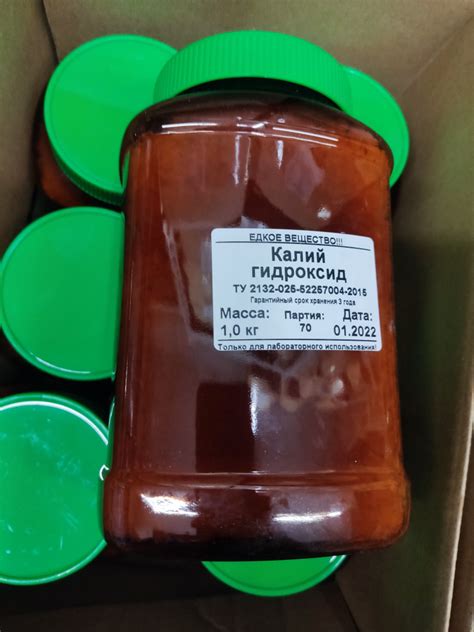 ЕДКОЕ ВЕЩЕСТВО!!!
Калий
гидроксид
ТУ 2132-025-52257004-2015
Гарантийный срок хранения 3 года
Масса: Партия: Дата:
1,0 кг 70 01.2022
Только для лабораторного использования!